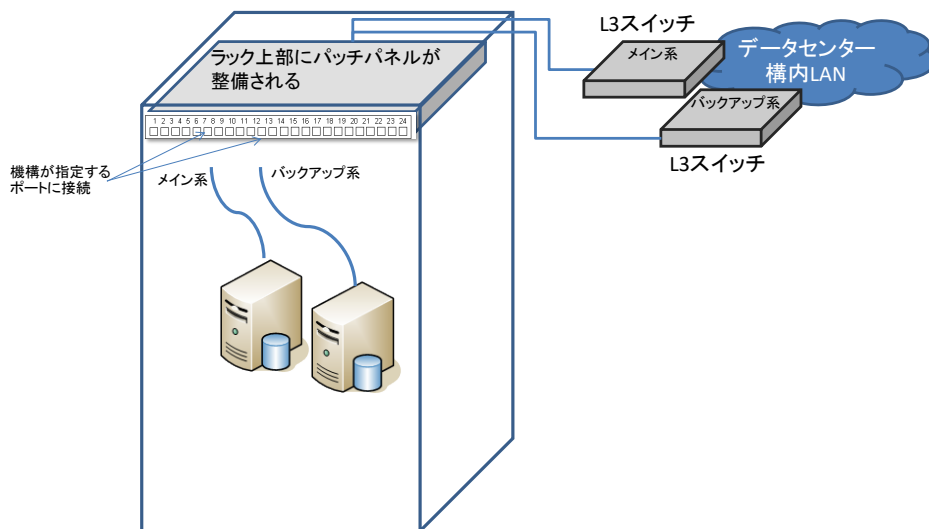 ラック上部にパッチパネルが
整備される
L3スイッチ
メイン系
データセンター
構内LAN
バックアップ系
L3スイッチ
1 2 3 4 5 6 7 8 9 10 11 12 13 14 15 16 17 18 19 20 21 22 23 24
機構が指定する
ポートに接続
メイン系
バックアップ系